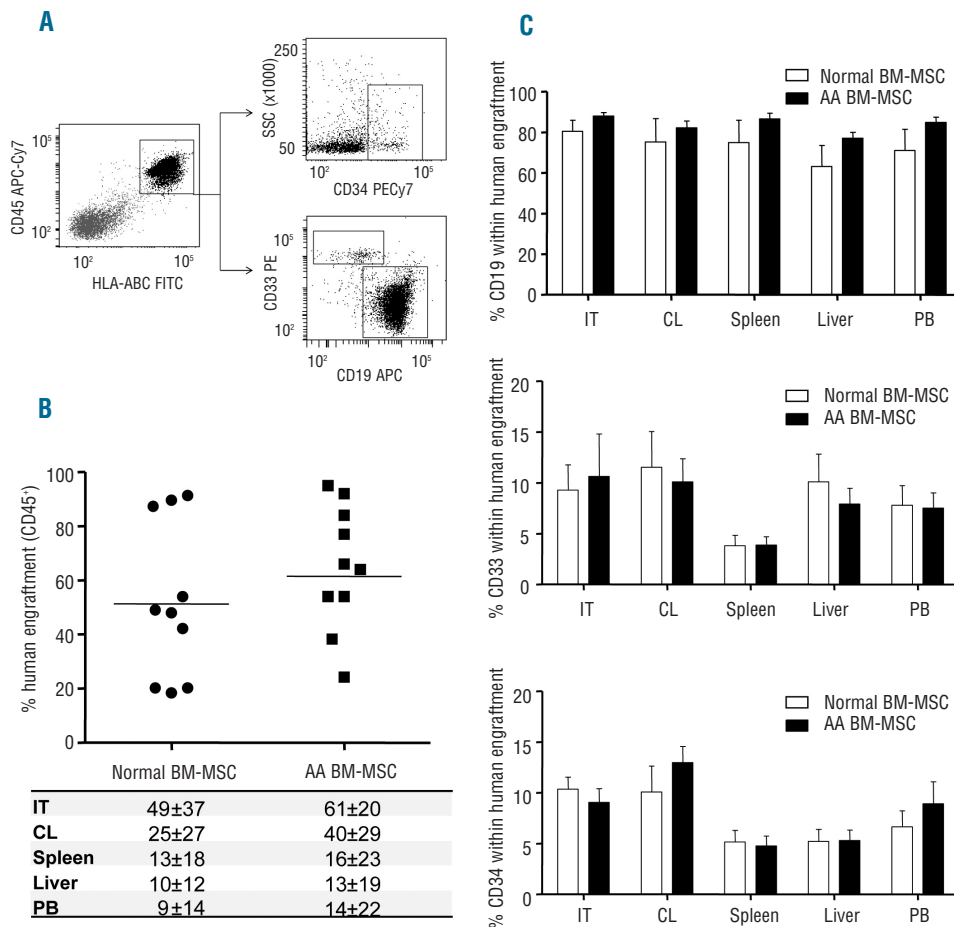 A
CD45 APC-Cy7
10⁵
10²
10² 10⁵
HLA-ABC FITC
SSC (x1000)
250
50
10² 10⁵
CD34 PECy7
CD33 PE
10⁵
10²
10² 10⁵
CD19 APC
B
% human engraftment (CD45⁺)
100
80
60
40
20
0
Normal BM-MSC AA BM-MSC
IT 49±37 61±20
CL 25±27 40±29
Spleen 13±18 16±23
Liver 10±12 13±19
PB 9±14 14±22
C
% CD19 within human engraftment
Normal BM-MSC
AA BM-MSC
100
80
60
40
20
0
IT CL Spleen Liver PB
% CD33 within human engraftment
Normal BM-MSC
AA BM-MSC
20
15
10
5
0
IT CL Spleen Liver PB
% CD34 within human engraftment
Normal BM-MSC
AA BM-MSC
20
15
10
5
0
IT CL Spleen Liver PB